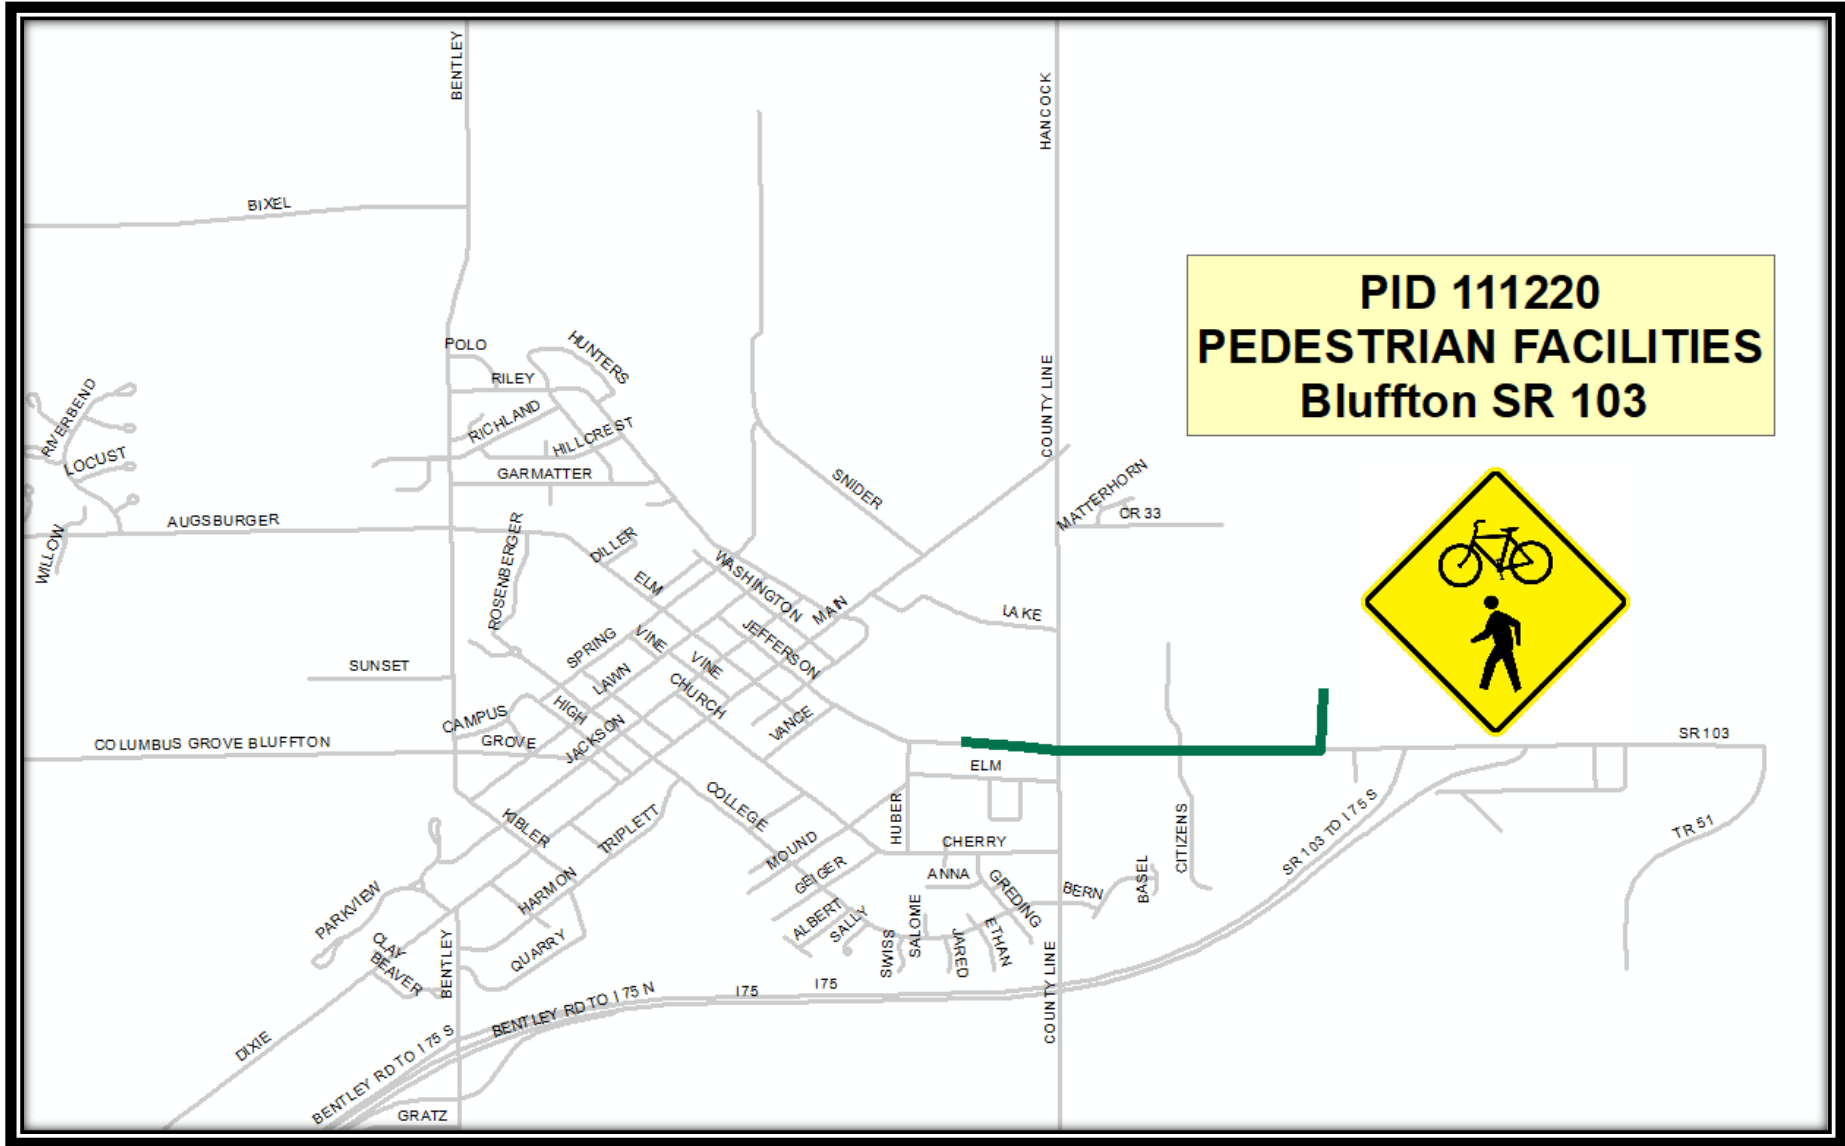 BENTLEY
HANCOCK
BIXEL
PID 111220
PEDESTRIAN FACILITIES
Bluffton SR 103
POLO
HUNTERS
RILEY
COUNTY LINE
RIVERBEND
RICHLAND
HILLCREST
LOCUST
GARMATTER
SNIDER
MATTERHORN
CR 33
AUGSBURGER
WILLOW
ROSENBERGER
DILLER
ELM
WASHINGTON
MAIN
LAKE
SPRING
VINE
JEFFERSON
SUNSET
LAWN
VINE
CHURCH
CAMPUS
HIGH
JACKSON
VANCE
SR 103
COLUMBUS GROVE BLUFFTON
GROVE
ELM
COLLEGE
HUBER
KIBLER
TRIPLETT
MOUND
CHERRY
CITIZENS
SR 103 TO I 75 S
TR 51
GEIGER
ANNA
GREDING
BERN
BASEL
PARKVIEW
HARMON
ALBERT
SALLY
SALOME
SWISS
JARED
ETHAN
CLAY
BEAVER
BENTLEY
QUARRY
COUNTY LINE
I 75
I 75
BENTLEY RD TO I 75 N
DIXIE
BENTLEY RD TO I 75 S
GRATZ